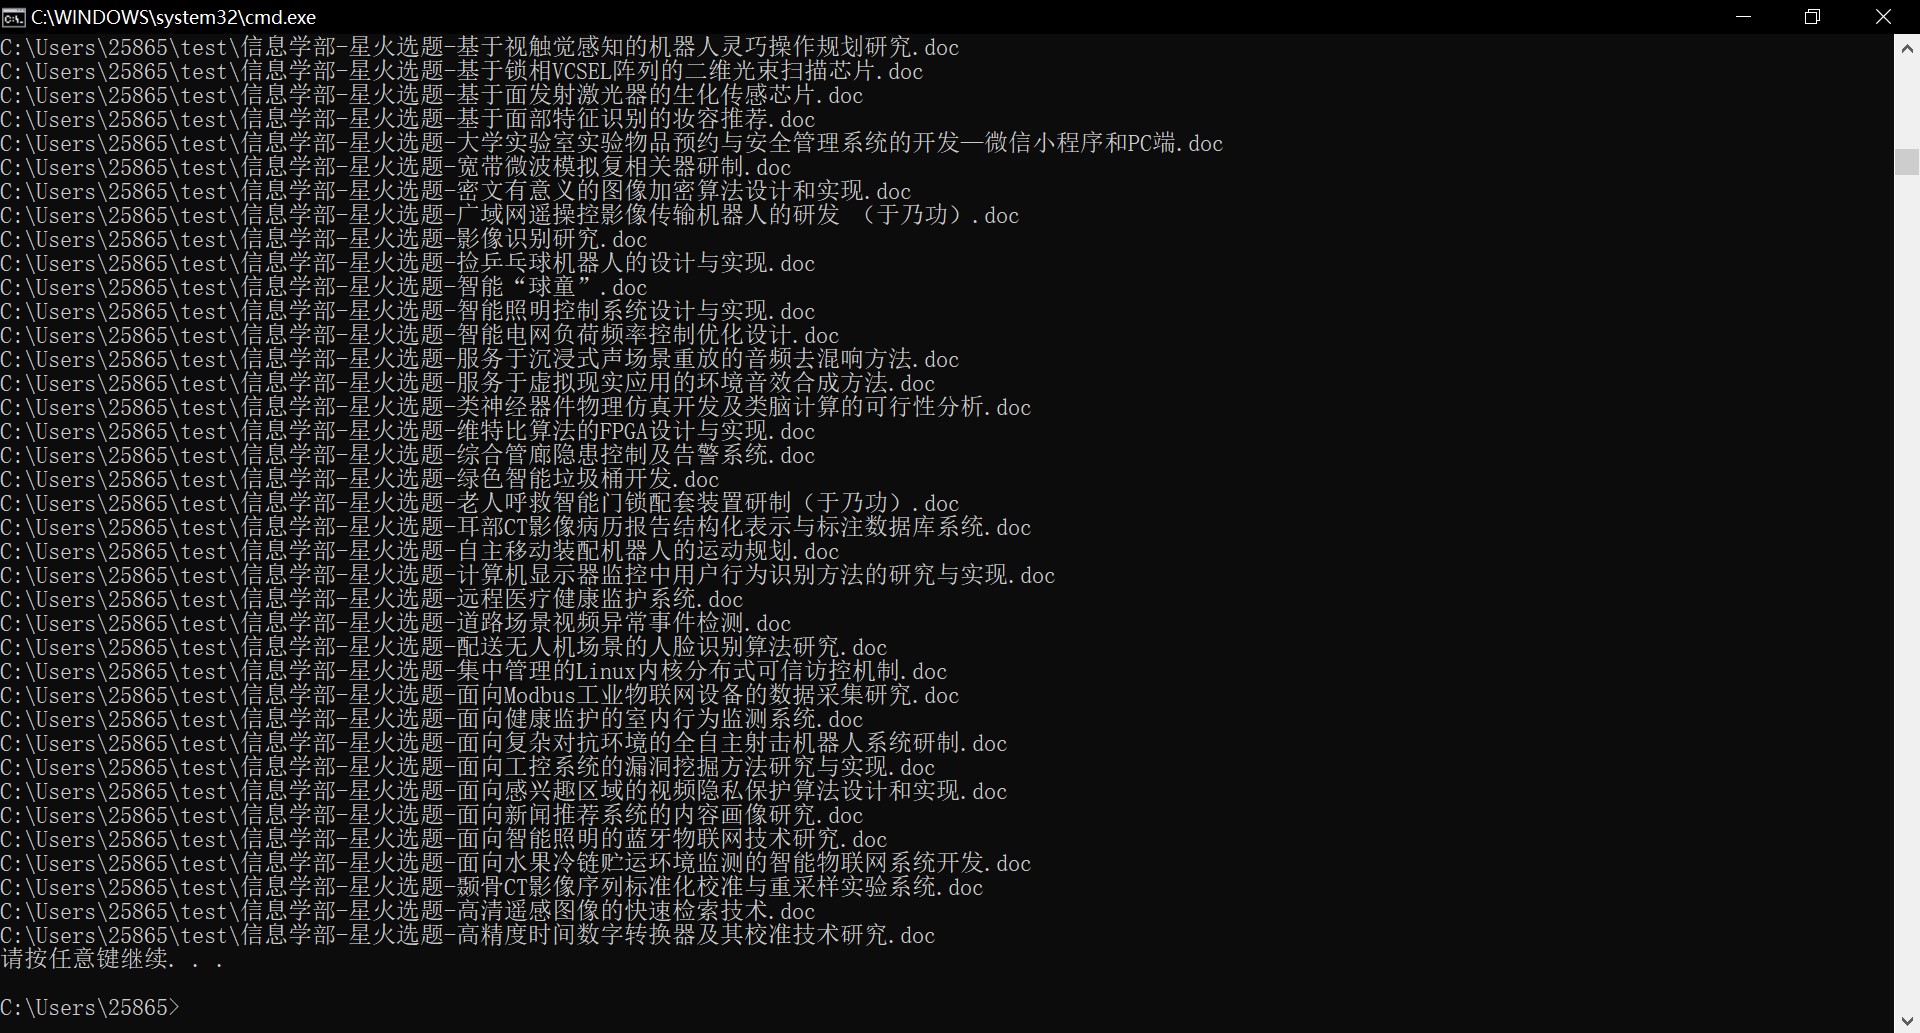 C:\WINDOWS\system32\cmd.exe
C:\Users\25865\test\信息学部-星火选题-基于视触觉感知的机器人灵巧操作规划研究.doc
C:\Users\25865\test\信息学部-星火选题-基于锁相VCSEL阵列的二维光束扫描芯片.doc
C:\Users\25865\test\信息学部-星火选题-基于面发射激光器的生化传感芯片.doc
C:\Users\25865\test\信息学部-星火选题-基于面部特征识别的妆容推荐.doc
C:\Users\25865\test\信息学部-星火选题-大学实验室实验物品预约与安全管理系统的开发—微信小程序和PC端.doc
C:\Users\25865\test\信息学部-星火选题-宽带微波模拟复相关器研制.doc
C:\Users\25865\test\信息学部-星火选题-密文有意义的图像加密算法设计和实现.doc
C:\Users\25865\test\信息学部-星火选题-广域网遥操控影像传输机器人的研发 （于乃功）.doc
C:\Users\25865\test\信息学部-星火选题-影像识别研究.doc
C:\Users\25865\test\信息学部-星火选题-捡乒乓球机器人的设计与实现.doc
C:\Users\25865\test\信息学部-星火选题-智能“球童”.doc
C:\Users\25865\test\信息学部-星火选题-智能照明控制系统设计与实现.doc
C:\Users\25865\test\信息学部-星火选题-智能电网负荷频率控制优化设计.doc
C:\Users\25865\test\信息学部-星火选题-服务于沉浸式声场景重放的音频去混响方法.doc
C:\Users\25865\test\信息学部-星火选题-服务于虚拟现实应用的环境音效合成方法.doc
C:\Users\25865\test\信息学部-星火选题-类神经器件物理仿真开发及类脑计算的可行性分析.doc
C:\Users\25865\test\信息学部-星火选题-维特比算法的FPGA设计与实现.doc
C:\Users\25865\test\信息学部-星火选题-综合管廊隐患控制及告警系统.doc
C:\Users\25865\test\信息学部-星火选题-绿色智能垃圾桶开发.doc
C:\Users\25865\test\信息学部-星火选题-老人呼救智能门锁配套装置研制（于乃功）.doc
C:\Users\25865\test\信息学部-星火选题-耳部CT影像病历报告结构化表示与标注数据库系统.doc
C:\Users\25865\test\信息学部-星火选题-自主移动装配机器人的运动规划.doc
C:\Users\25865\test\信息学部-星火选题-计算机显示器监控中用户行为识别方法的研究与实现.doc
C:\Users\25865\test\信息学部-星火选题-远程医疗健康监护系统.doc
C:\Users\25865\test\信息学部-星火选题-道路场景视频异常事件检测.doc
C:\Users\25865\test\信息学部-星火选题-配送无人机场景的人脸识别算法研究.doc
C:\Users\25865\test\信息学部-星火选题-集中管理的Linux内核分布式可信访控机制.doc
C:\Users\25865\test\信息学部-星火选题-面向Modbus工业物联网设备的数据采集研究.doc
C:\Users\25865\test\信息学部-星火选题-面向健康监护的室内行为监测系统.doc
C:\Users\25865\test\信息学部-星火选题-面向复杂对抗环境的全自主射击机器人系统研制.doc
C:\Users\25865\test\信息学部-星火选题-面向工控系统的漏洞挖掘方法研究与实现.doc
C:\Users\25865\test\信息学部-星火选题-面向感兴趣区域的视频隐私保护算法设计和实现.doc
C:\Users\25865\test\信息学部-星火选题-面向新闻推荐系统的内容画像研究.doc
C:\Users\25865\test\信息学部-星火选题-面向智能照明的蓝牙物联网技术研究.doc
C:\Users\25865\test\信息学部-星火选题-面向水果冷链贮运环境监测的智能物联网系统开发.doc
C:\Users\25865\test\信息学部-星火选题-颞骨CT影像序列标准化校准与重采样实验系统.doc
C:\Users\25865\test\信息学部-星火选题-高清遥感图像的快速检索技术.doc
C:\Users\25865\test\信息学部-星火选题-高精度时间数字转换器及其校准技术研究.doc
请按任意键继续. . .
C:\Users\25865>